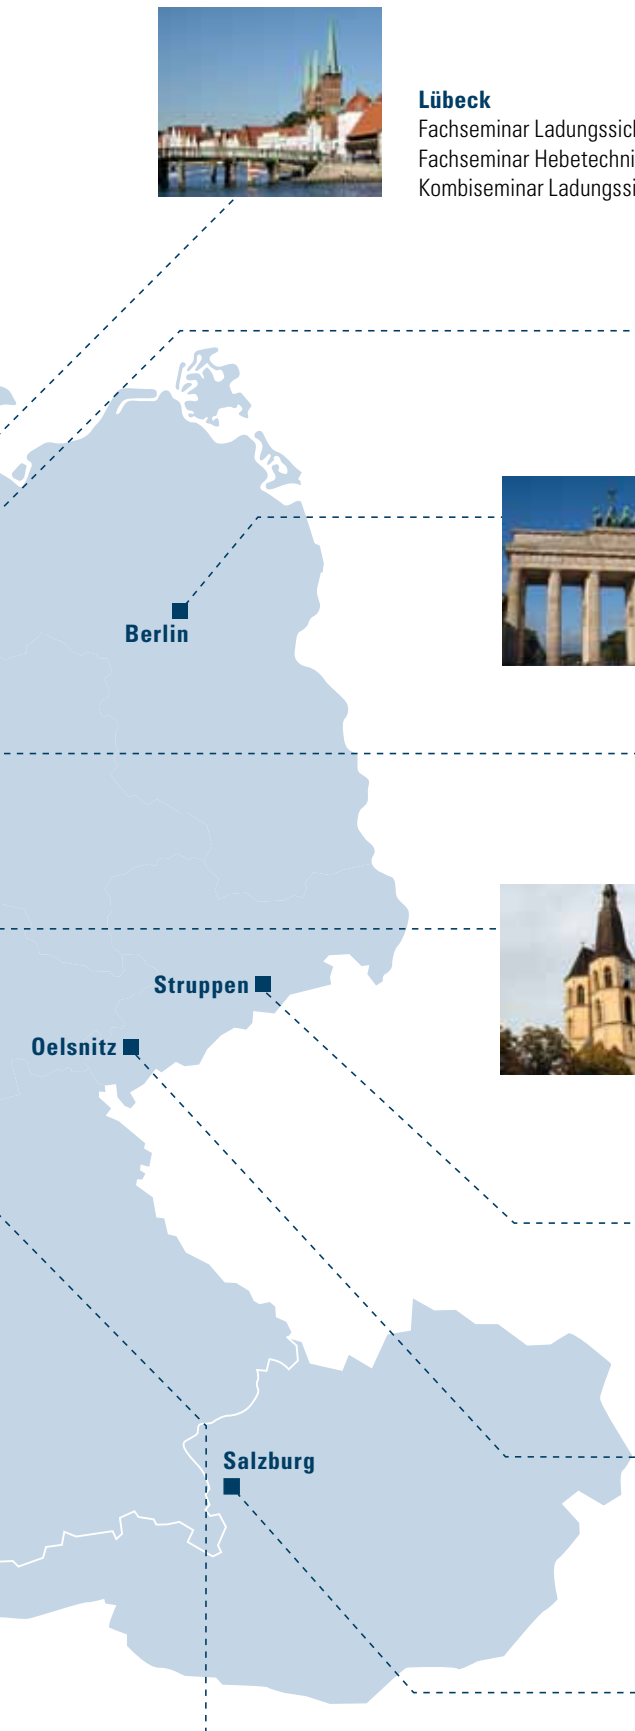 Lübeck
Fachseminar Ladungssich
Fachseminar Hebetechni
Kombiseminar Ladungssi
Berlin
Struppen
Oelsnitz
Salzburg